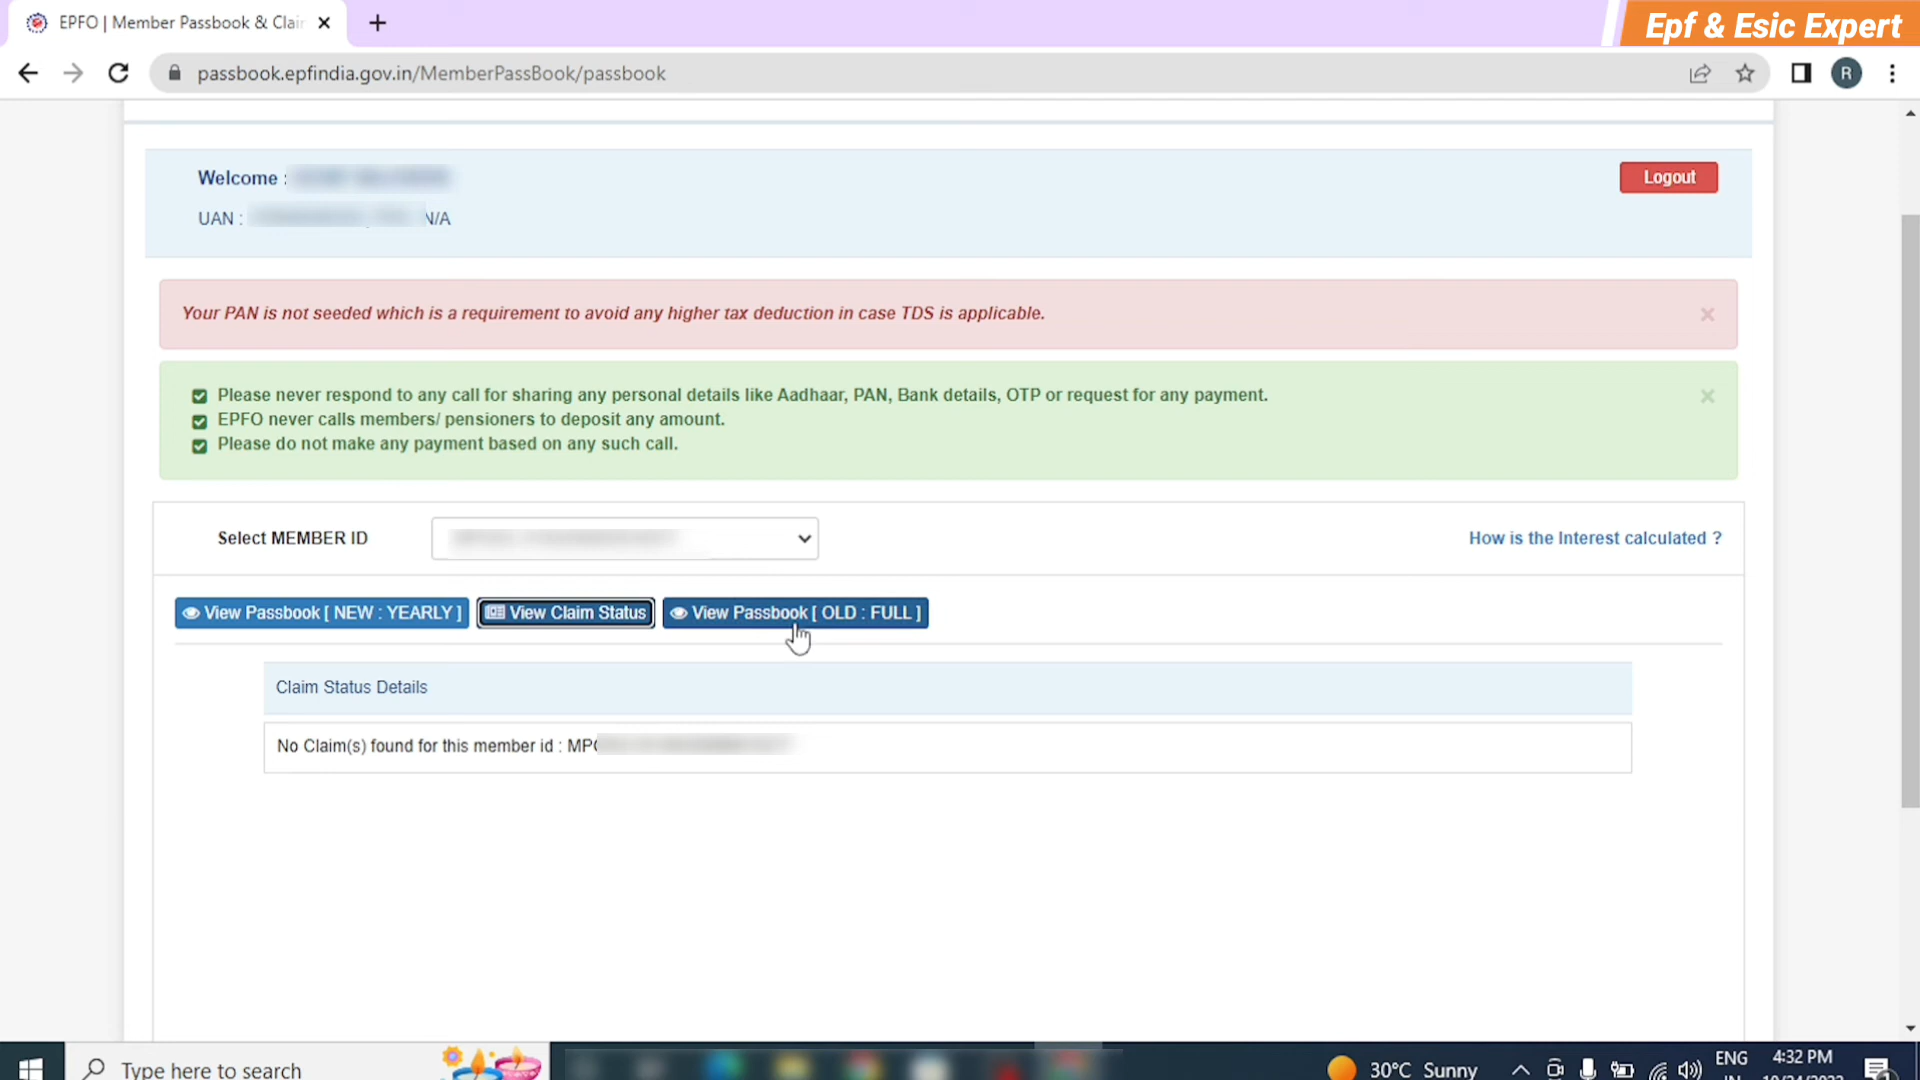 EPFO | Member Passbook & Clai
Epf & Esic Expert
passbook.epfindia.gov.in/MemberPassBook/passbook
R
Welcome :
Logout
UAN : N/A
Your PAN is not seeded which is a requirement to avoid any higher tax deduction in case TDS is applicable.
Please never respond to any call for sharing any personal details like Aadhaar, PAN, Bank details, OTP or request for any payment.
EPFO never calls members/ pensioners to deposit any amount.
Please do not make any payment based on any such call.
Select MEMBER ID
How is the Interest calculated ?
View Passbook [ NEW : YEARLY ]
View Claim Status
View Passbook [ OLD : FULL ]
Claim Status Details
No Claim(s) found for this member id :
Type here to search
30°C Sunny
ENG
4:32 PM